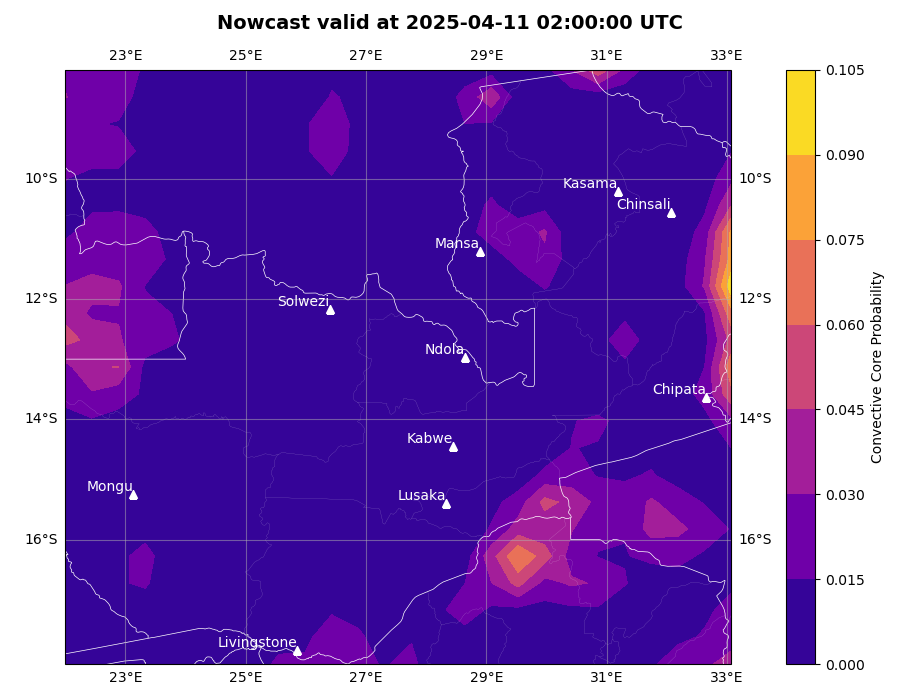 Nowcast valid at 2025-04-11 02:00:00 UTC
23°E 25°E 27°E 29°E 31°E 33°E
0.105
0.090
0.075
0.060
0.045
0.030
0.015
0.000
Convective Core Probability
10°S 10°S
12°S 12°S
14°S 14°S
16°S 16°S
Kasama
Chinsali
Mansa
Solwezi
Ndola
Chipata
Kabwe
Mongu
Lusaka
Livingstone
23°E 25°E 27°E 29°E 31°E 33°E